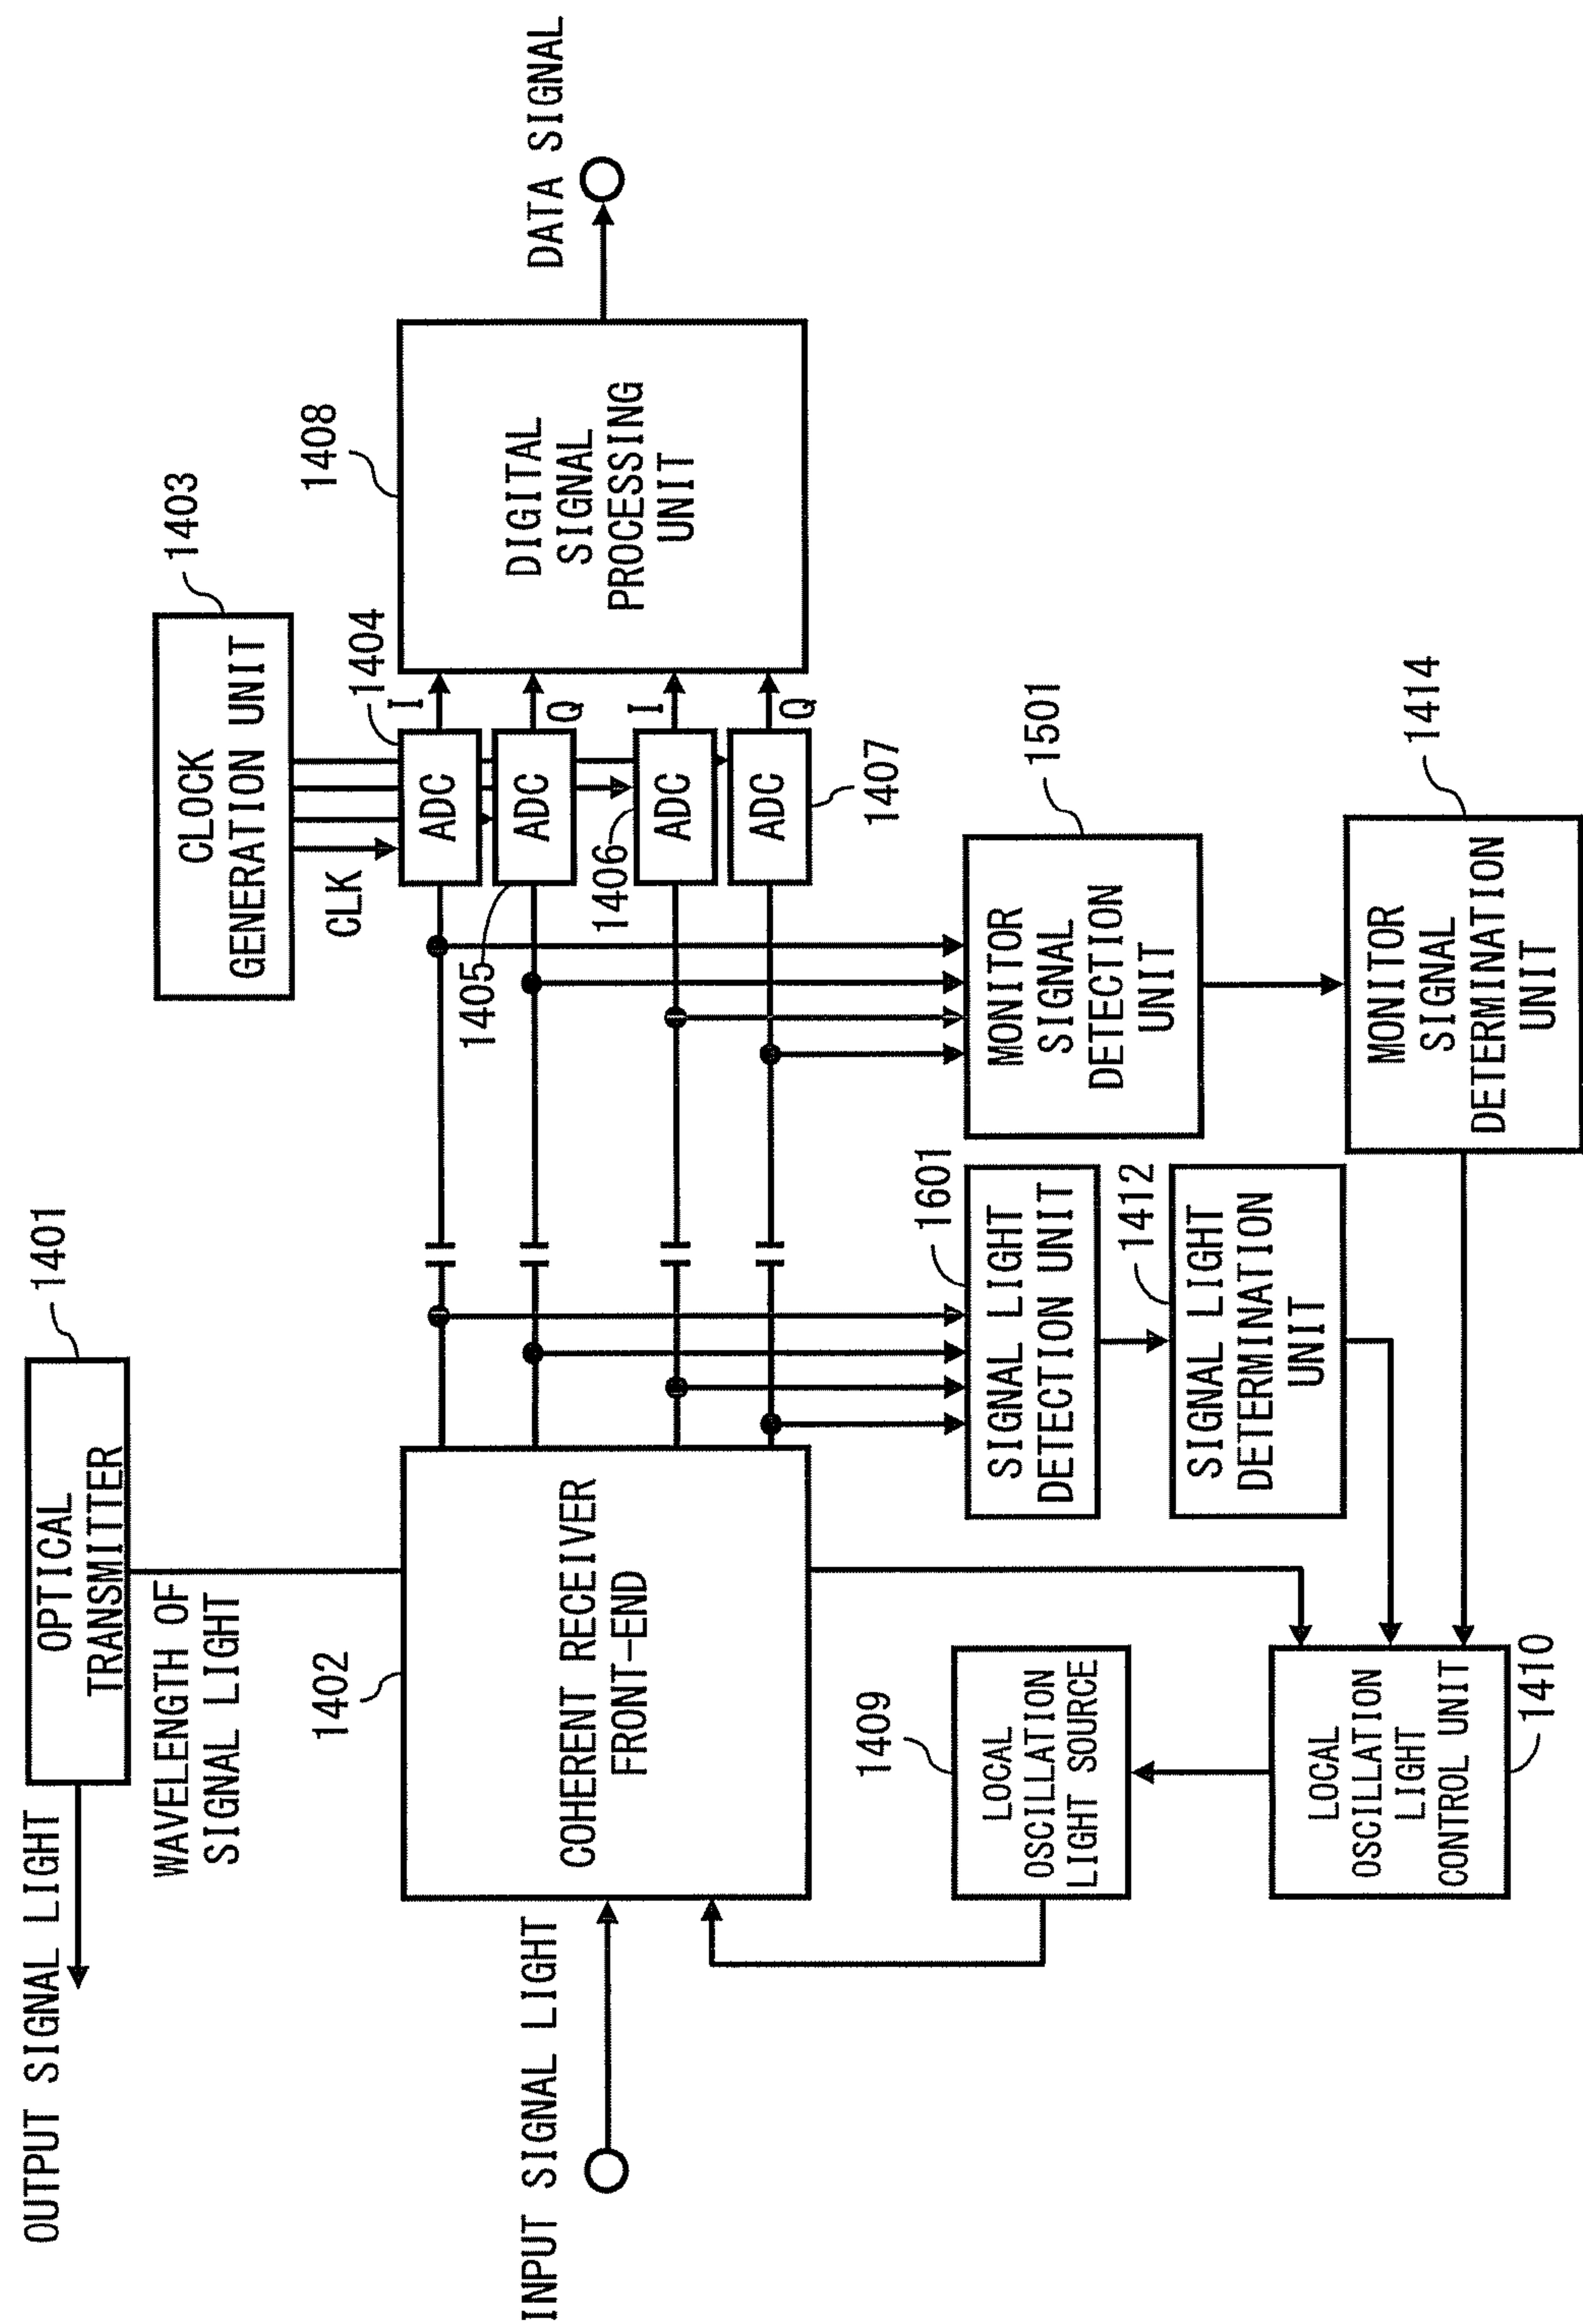 OUTPUT SIGNAL LIGHT
OPTICAL
TRANSMITTER
1401
WAVELENGTH OF
SIGNAL LIGHT
CLOCK
GENERATION UNIT
1403
CLK
INPUT SIGNAL LIGHT
COHERENT RECEIVER
FRONT-END
1402
ADC
1404
I
ADC
1405
Q
ADC
1406
I
ADC
1407
Q
DIGITAL
SIGNAL
PROCESSING
UNIT
1408
DATA SIGNAL
LOCAL
OSCILLATION
LIGHT SOURCE
1409
SIGNAL LIGHT
DETECTION UNIT
1601
MONITOR
SIGNAL
DETECTION
UNIT
1501
SIGNAL LIGHT
DETERMINATION
UNIT
1412
LOCAL
OSCILLATION
LIGHT
CONTROL UNIT
1410
MONITOR
SIGNAL
DETERMINATION
UNIT
1414